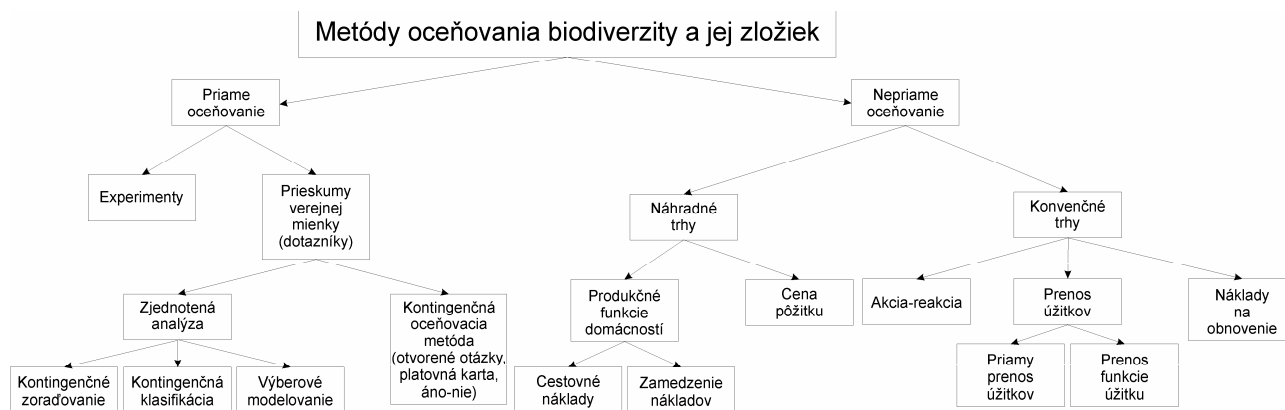 Metódy oceňovania biodiverzity a jej zložiek
Priame
oceňovanie
Nepriame
oceňovanie
Experimenty
Prieskumy
verejnej
mienky
(dotazníky)
Náhradné
trhy
Konvenčné
trhy
Zjednotená
analýza
Kontingenčná
oceňovacia
metóda
(otvorené otázky,
platovná karta,
áno-nie)
Produkčné
funkcie
domácností
Cena
pôžitku
Akcia-reakcia
Prenos
úžitkov
Náklady
na
obnovenie
Kontingenčné
zoraďovanie
Kontingenčná
klasifikácia
Výberové
modelovanie
Cestovné
náklady
Zamedzenie
nákladov
Priamy
prenos
úžitkov
Prenos
funkcie
úžitku